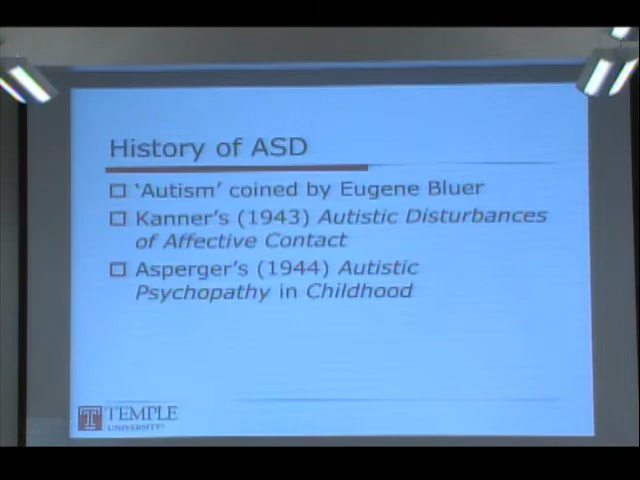 History of ASD
'Autism' coined by Eugene Bluer
Kanner's (1943) Autistic Disturbances
of Affective Contact
Asperger's (1944) Autistic
Psychopathy in Childhood
TEMPLE
UNIVERSITY